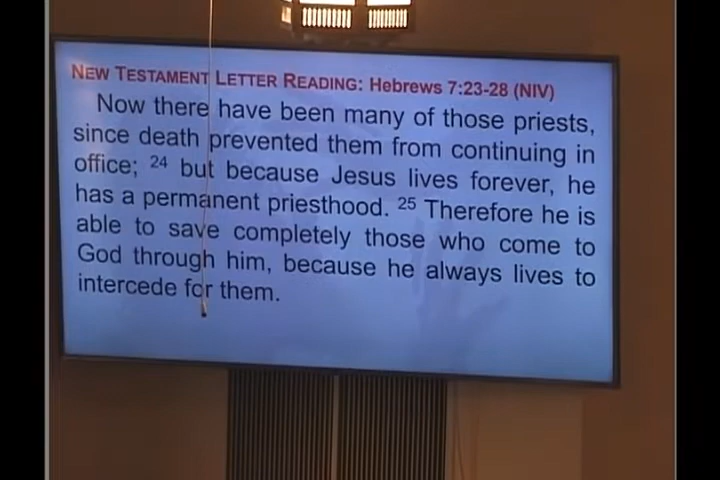 NEW TESTAMENT LETTER READING: Hebrews 7:23-28 (NIV)
Now there have been many of those priests,
since death prevented them from continuing in
office; 24 but because Jesus lives forever, he
has a permanent priesthood. 25 Therefore he is
able to save completely those who come to
God through him, because he always lives to
intercede for them.